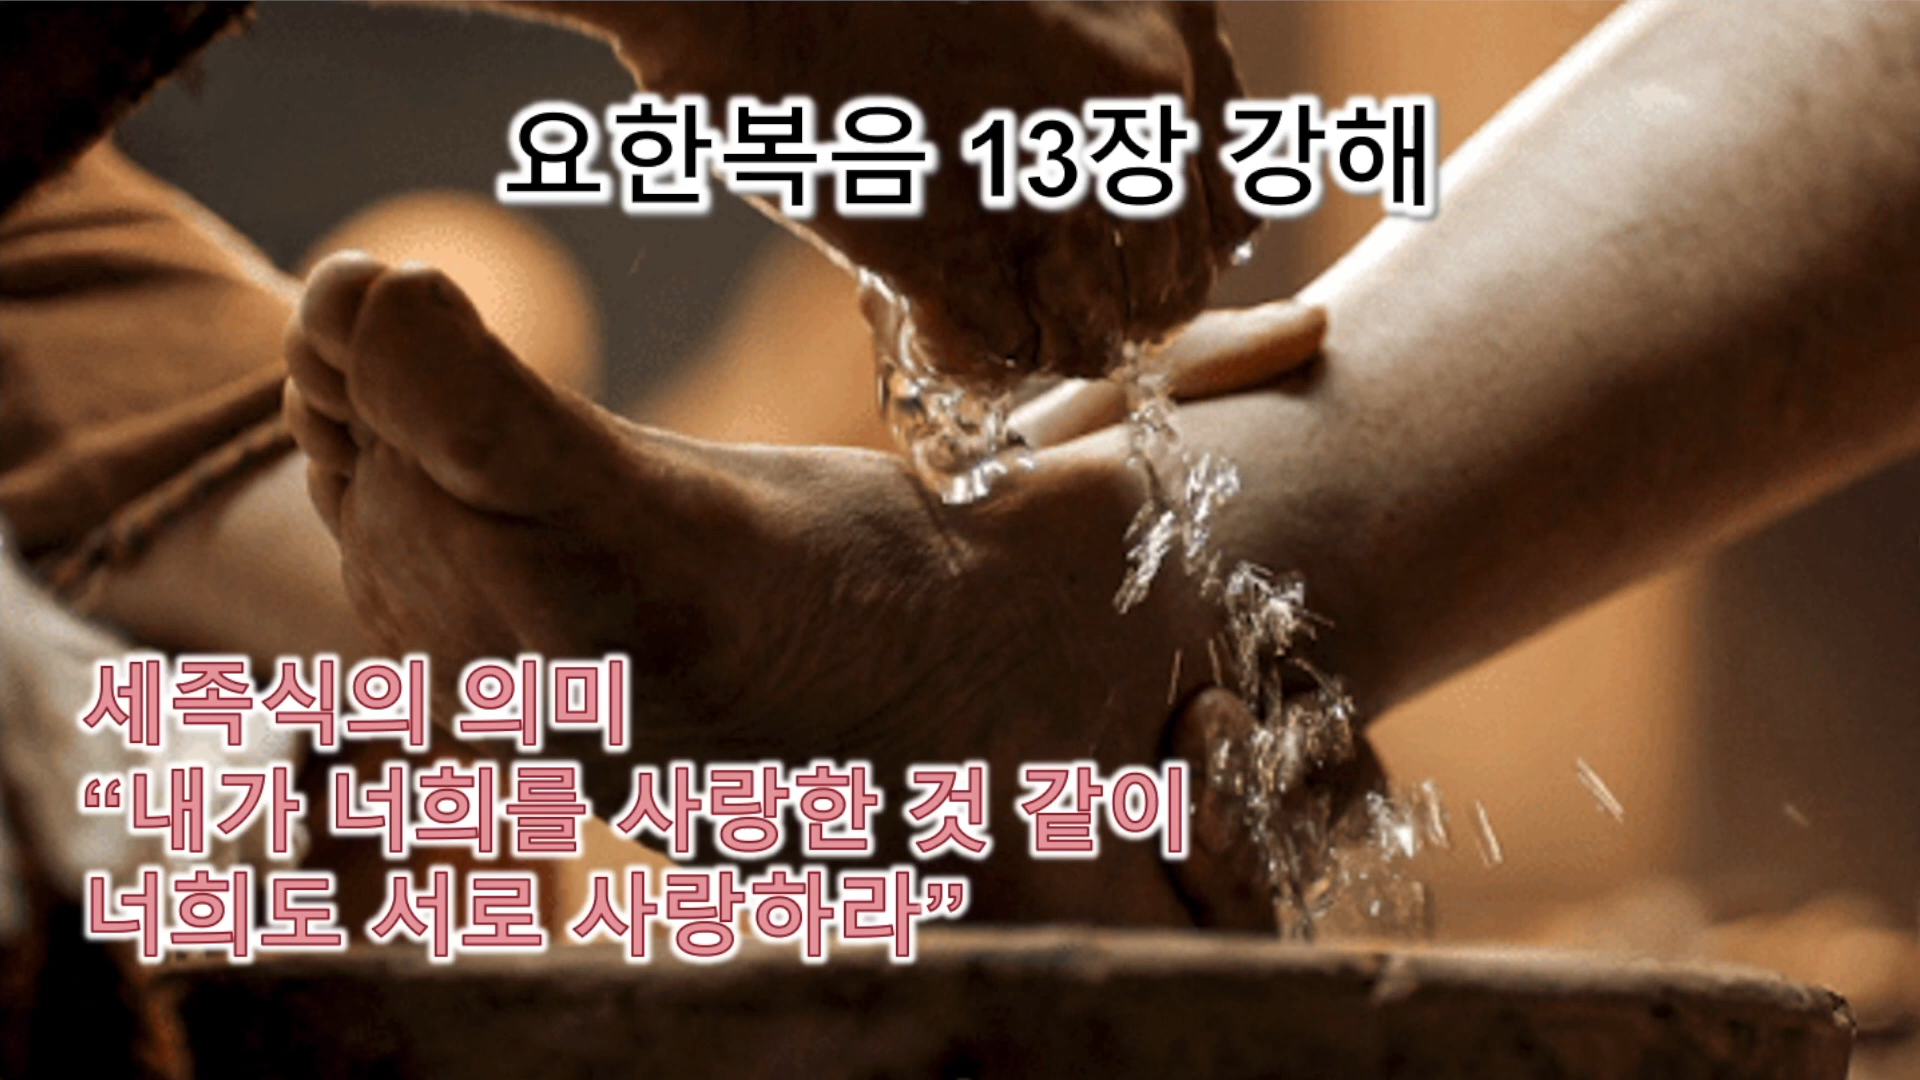 요한복음 13장 강해
세족식의 의미
“내가 너희를 사랑한 것 같이
너희도 서로 사랑하라”